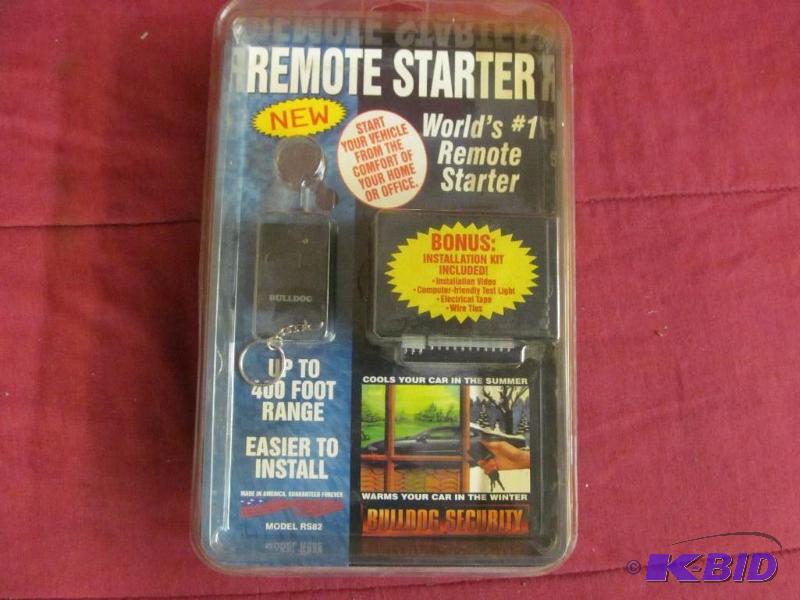 REMOTE STARTER
NEW
START
YOUR VEHICLE
FROM THE
COMFORT OF
YOUR HOME
OR OFFICE.
World's #1
Remote
Starter
BULLDOG
BONUS:
INSTALLATION KIT
INCLUDED!
• Installation Video
• Computer-friendly Test Light
• Electrical Tape
• Wire Ties
UP TO
400 FOOT
RANGE
EASIER TO
INSTALL
MADE IN AMERICA, GUARANTEED FOREVER
MODEL RS82
COOLS YOUR CAR IN THE SUMMER
WARMS YOUR CAR IN THE WINTER
BULLDOG SECURITY
© K-BID